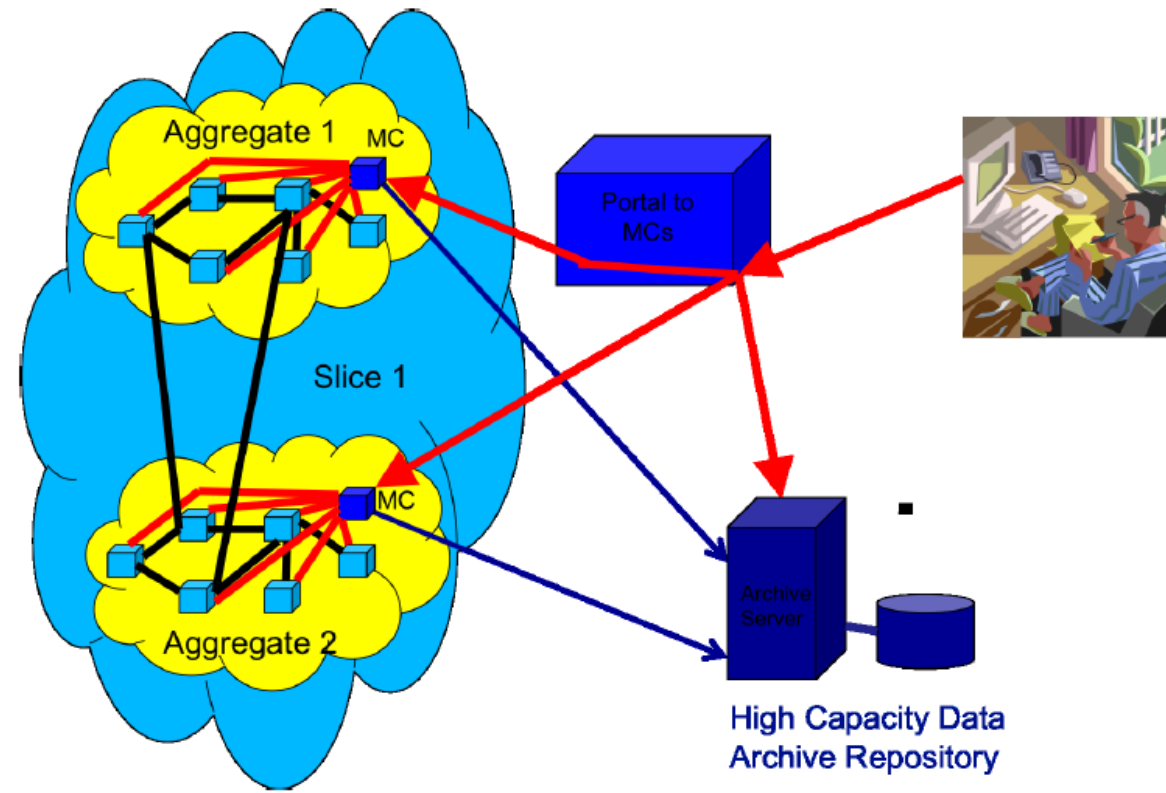 Aggregate 1
MC
Portal to
MCs
Slice 1
MC
Aggregate 2
Archive
Server
High Capacity Data
Archive Repository